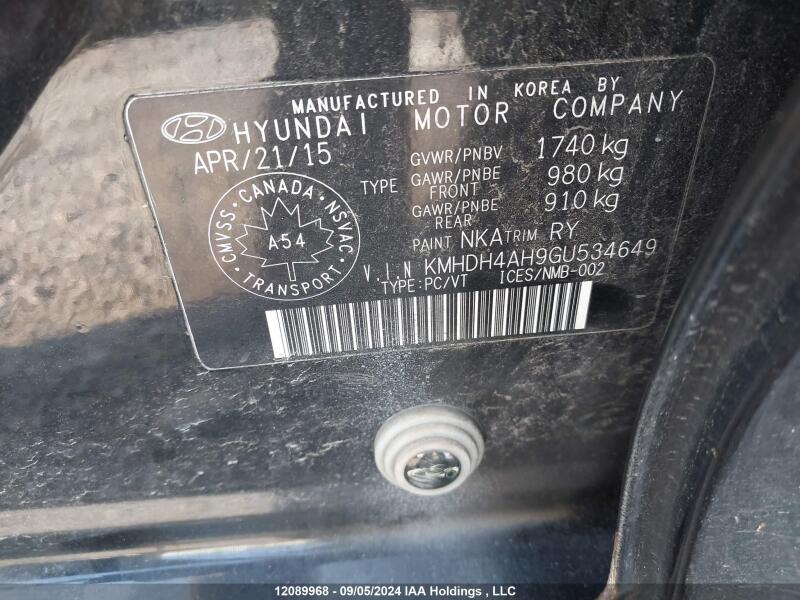 MANUFACTURED IN KOREA BY
HYUNDAI MOTOR COMPANY
APR/21/15
GVWR/PNBV 1740 kg
TYPE GAWR/PNBE FRONT 980 kg
GAWR/PNBE REAR 910 kg
CMVSS · CANADA · NSVAC
A54
TRANSPORT
PAINT NKA TRIM RY
V.I.N KMHDH4AH9GU534649
TYPE:PC/VT ICES/NMB-002
12089968 - 09/05/2024 IAA Holdings , LLC